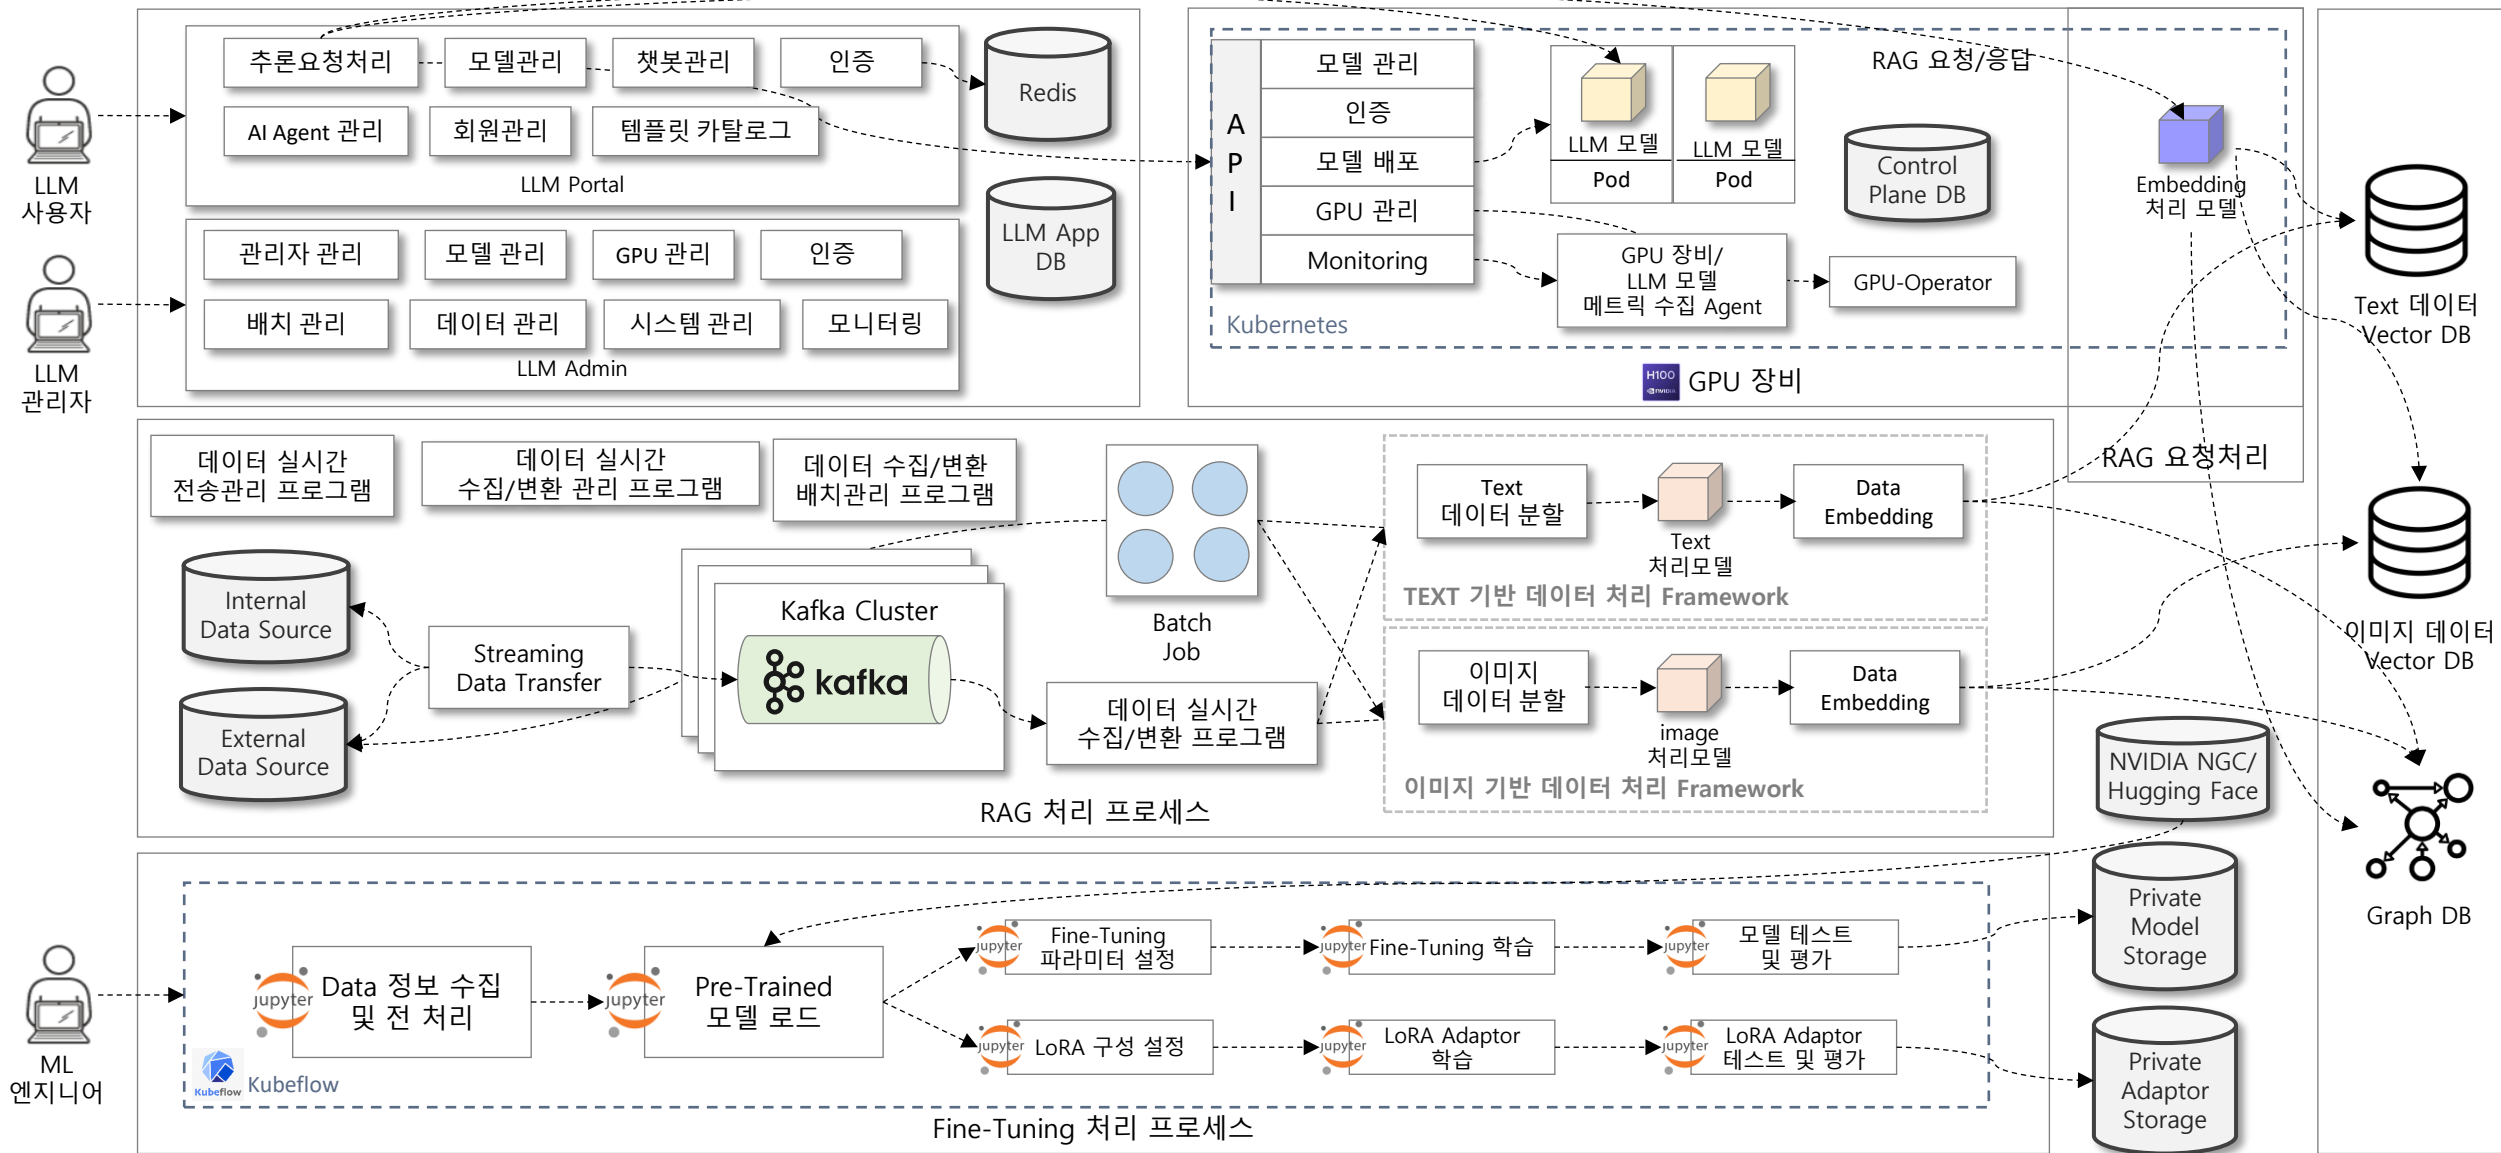 추론요청처리
모델관리
챗봇관리
인증
AI Agent 관리
회원관리
템플릿 카탈로그
LLM Portal
Redis
LLM
사용자
관리자 관리
모델 관리
GPU 관리
인증
배치 관리
데이터 관리
시스템 관리
모니터링
LLM Admin
LLM App
DB
LLM
관리자
A
P
I
모델 관리
인증
모델 배포
GPU 관리
Monitoring
Kubernetes
LLM 모델
Pod
LLM 모델
Pod
RAG 요청/응답
Control
Plane DB
GPU 장비/
LLM 모델
메트릭 수집 Agent
GPU-Operator
Embedding
처리 모델
H100
NVIDIA
GPU 장비
RAG 요청처리
Text 데이터
Vector DB
이미지 데이터
Vector DB
Graph DB
데이터 실시간
전송관리 프로그램
데이터 실시간
수집/변환 관리 프로그램
데이터 수집/변환
배치관리 프로그램
Internal
Data Source
External
Data Source
Streaming
Data Transfer
Kafka Cluster
kafka
Batch
Job
데이터 실시간
수집/변환 프로그램
Text
데이터 분할
Text
처리모델
Data
Embedding
TEXT 기반 데이터 처리 Framework
이미지
데이터 분할
image
처리모델
Data
Embedding
이미지 기반 데이터 처리 Framework
RAG 처리 프로세스
NVIDIA NGC/
Hugging Face
Private
Model
Storage
Private
Adaptor
Storage
ML
엔지니어
jupyter
Data 정보 수집
및 전 처리
jupyter
Pre-Trained
모델 로드
jupyter
Fine-Tuning
파라미터 설정
jupyter
Fine-Tuning 학습
jupyter
모델 테스트
및 평가
jupyter
LoRA 구성 설정
jupyter
LoRA Adaptor
학습
jupyter
LoRA Adaptor
테스트 및 평가
Kubeflow
Kubeflow
Fine-Tuning 처리 프로세스